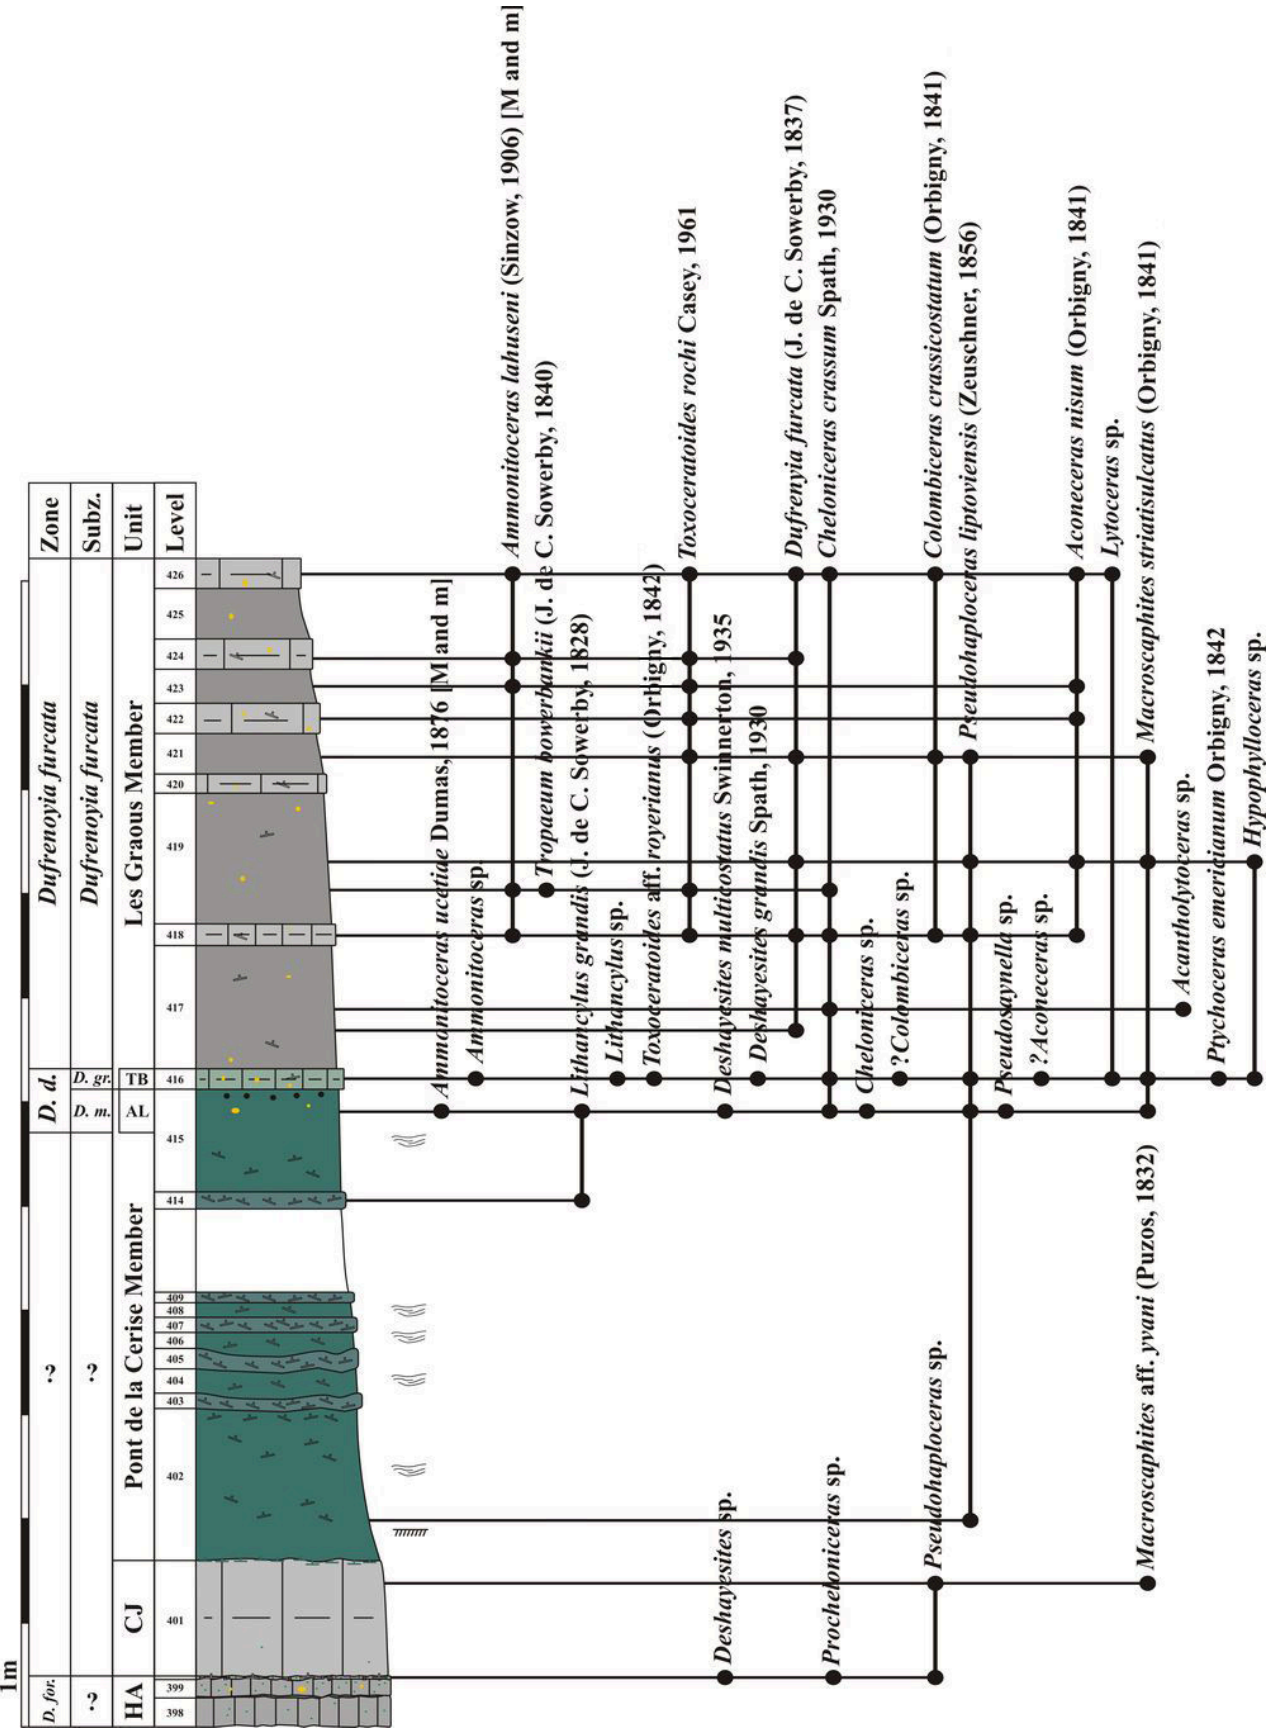 Zone
Subz.
Unit
Level
Dufrenoyia furcata
D. d.
?
D. for.
Dufrenoyia furcata
D. gr.
D. m.
?
?
Les Graous Member
TB
AL
Pont de la Cerise Member
CJ
HA
426
425
424
423
422
421
420
419
418
417
416
415
414
409
408
407
406
405
404
403
402
401
399
398
1m
Ammonitoceras ucetiae Dumas, 1876 [M and m]
Ammonitoceras sp.
Ammonitoceras lahuseni (Sinzow, 1906) [M and m]
Tropaeum bowerbankii (J. de C. Sowerby, 1840)
Lithancylus grandis (J. de C. Sowerby, 1828)
Lithancylus sp.
Toxoceratoides aff. royerianus (Orbigny, 1842)
Toxoceratoides rochi Casey, 1961
Deshayesites sp.
Deshayesites multicostatus Swinnerton, 1935
Deshayesites grandis Spath, 1930
Dufrenyia furcata (J. de C. Sowerby, 1837)
Procheloniceras sp.
Cheloniceras crassum Spath, 1930
Cheloniceras sp.
?Colombiceras sp.
Colombiceras crassicostatum (Orbigny, 1841)
Pseudohaploceras sp.
Pseudohaploceras liptoviensis (Zeuschner, 1856)
Pseudosaynella sp.
?Aconeceras sp.
Aconeceras nisum (Orbigny, 1841)
Lytoceras sp.
Macroscaphites aff. yvani (Puzos, 1832)
Macroscaphites striatisulcatus (Orbigny, 1841)
Acantholytoceras sp.
Ptychoceras emericianum Orbigny, 1842
Hypophylloceras sp.